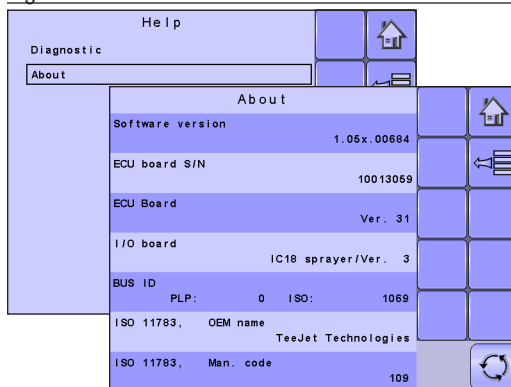 Help
Diagnostic
About
About
Software version
1.05x.00684
ECU board S/N
10013059
ECU Board
Ver. 31
I/O board
IC18 sprayer/Ver. 3
BUS ID
PLP: 0 ISO: 1069
ISO 11783, OEM name
TeeJet Technologies
ISO 11783, Man. code
109